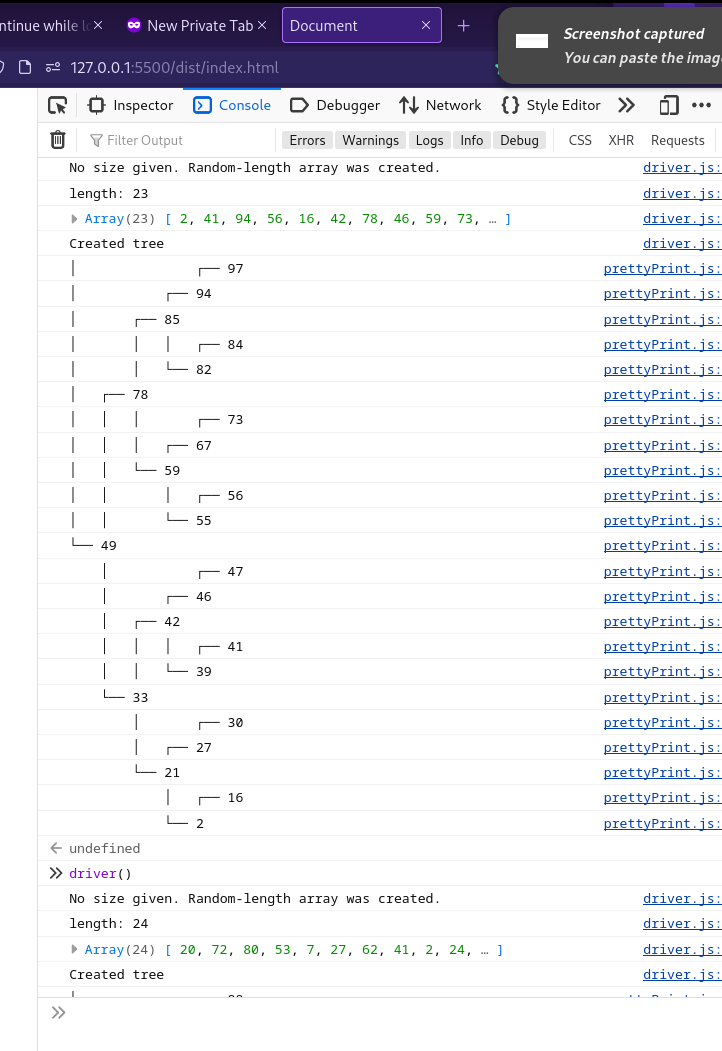 ntinue while l
New Private Tab
Document
Screenshot captured
You can paste the imag
127.0.0.1:5500/dist/index.html
Inspector
Console
Debugger
Network
Style Editor
Filter Output
Errors
Warnings
Logs
Info
Debug
CSS
XHR
Requests
No size given. Random-length array was created. driver.js:
length: 23 driver.js:
Array(23) [ 2, 41, 94, 56, 16, 42, 78, 46, 59, 73, … ] driver.js:
Created tree driver.js:
│               ┌── 97 prettyPrint.js:
│           ┌── 94 prettyPrint.js:
│       ┌── 85 prettyPrint.js:
│       │   │   ┌── 84 prettyPrint.js:
│       │   └── 82 prettyPrint.js:
│   ┌── 78 prettyPrint.js:
│   │   │       ┌── 73 prettyPrint.js:
│   │   │   ┌── 67 prettyPrint.js:
│   │   └── 59 prettyPrint.js:
│   │       │   ┌── 56 prettyPrint.js:
│   │       └── 55 prettyPrint.js:
└── 49 prettyPrint.js:
    │           ┌── 47 prettyPrint.js:
    │       ┌── 46 prettyPrint.js:
    │   ┌── 42 prettyPrint.js:
    │   │   │   ┌── 41 prettyPrint.js:
    │   │   └── 39 prettyPrint.js:
    └── 33 prettyPrint.js:
        │       ┌── 30 prettyPrint.js:
        │   ┌── 27 prettyPrint.js:
        └── 21 prettyPrint.js:
            │   ┌── 16 prettyPrint.js:
            └── 2 prettyPrint.js:
undefined
driver()
No size given. Random-length array was created. driver.js:
length: 24 driver.js:
Array(24) [ 20, 72, 80, 53, 7, 27, 62, 41, 2, 24, … ] driver.js:
Created tree driver.js: